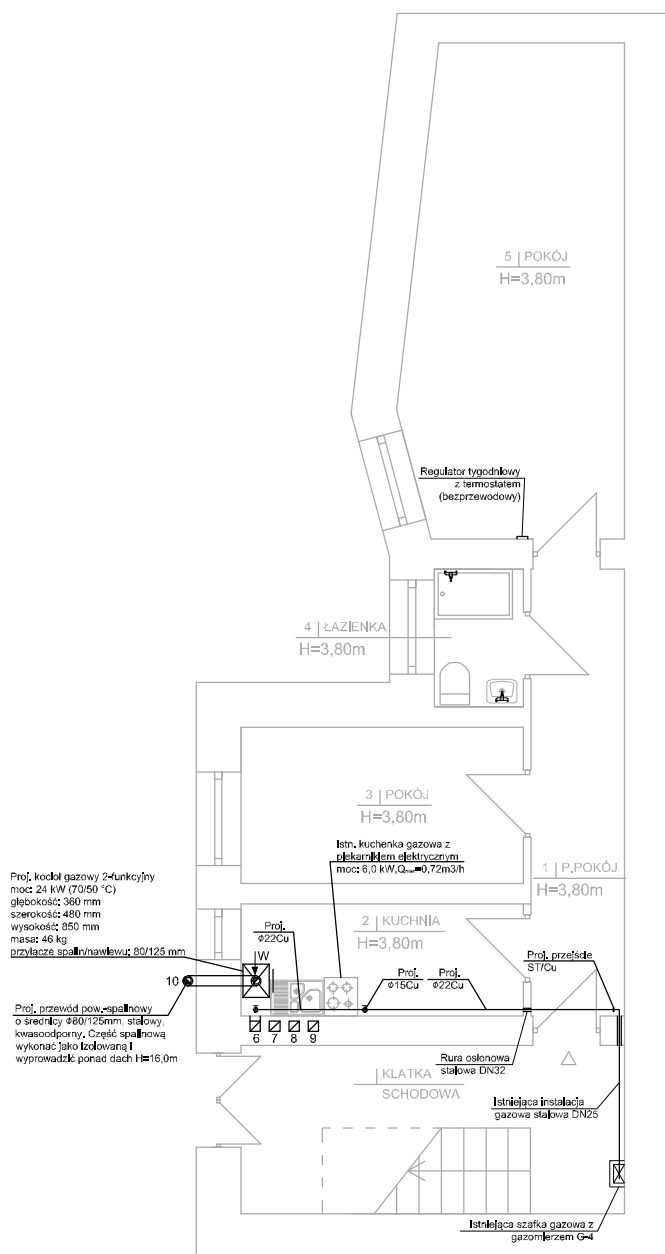 5 | POKÓJ
H=3,80m
Regulator tygodniowy
z termostatem
(bezprzewodowy)
4 | ŁAZIENKA
H=3,80m
3 | POKÓJ
H=3,80m
Istn. kuchenka gazowa z
piekarnikiem elektrycznym
moc: 6,0 kW, Qmax=0,72m3/h
1 | P.POKÓJ
H=3,80m
Proj. kocioł gazowy 2-funkcyjny
moc: 24 kW (70/50 °C)
głębokość: 360 mm
szerokość: 480 mm
wysokość: 850 mm
masa: 46 kg
przyłącze spalin/nawiewu: 80/125 mm
Proj.
ϕ22Cu
2 | KUCHNIA
H=3,80m
W
10
Proj.
ϕ15Cu
Proj.
ϕ22Cu
Proj. przejście
ST/Cu
Proj. przewód pow.-spalinowy
o średnicy ϕ80/125mm, stalowy,
kwasoodporny. Część spalinową
wykonać jako izolowaną i
wyprowadzić ponad dach H=16,0m
6 7 8 9
Rura osłonowa
stalowa DN32
| KLATKA
SCHODOWA
Istniejąca instalacja
gazowa stalowa DN25
Istniejąca szafka gazowa z
gazomierzem G-4